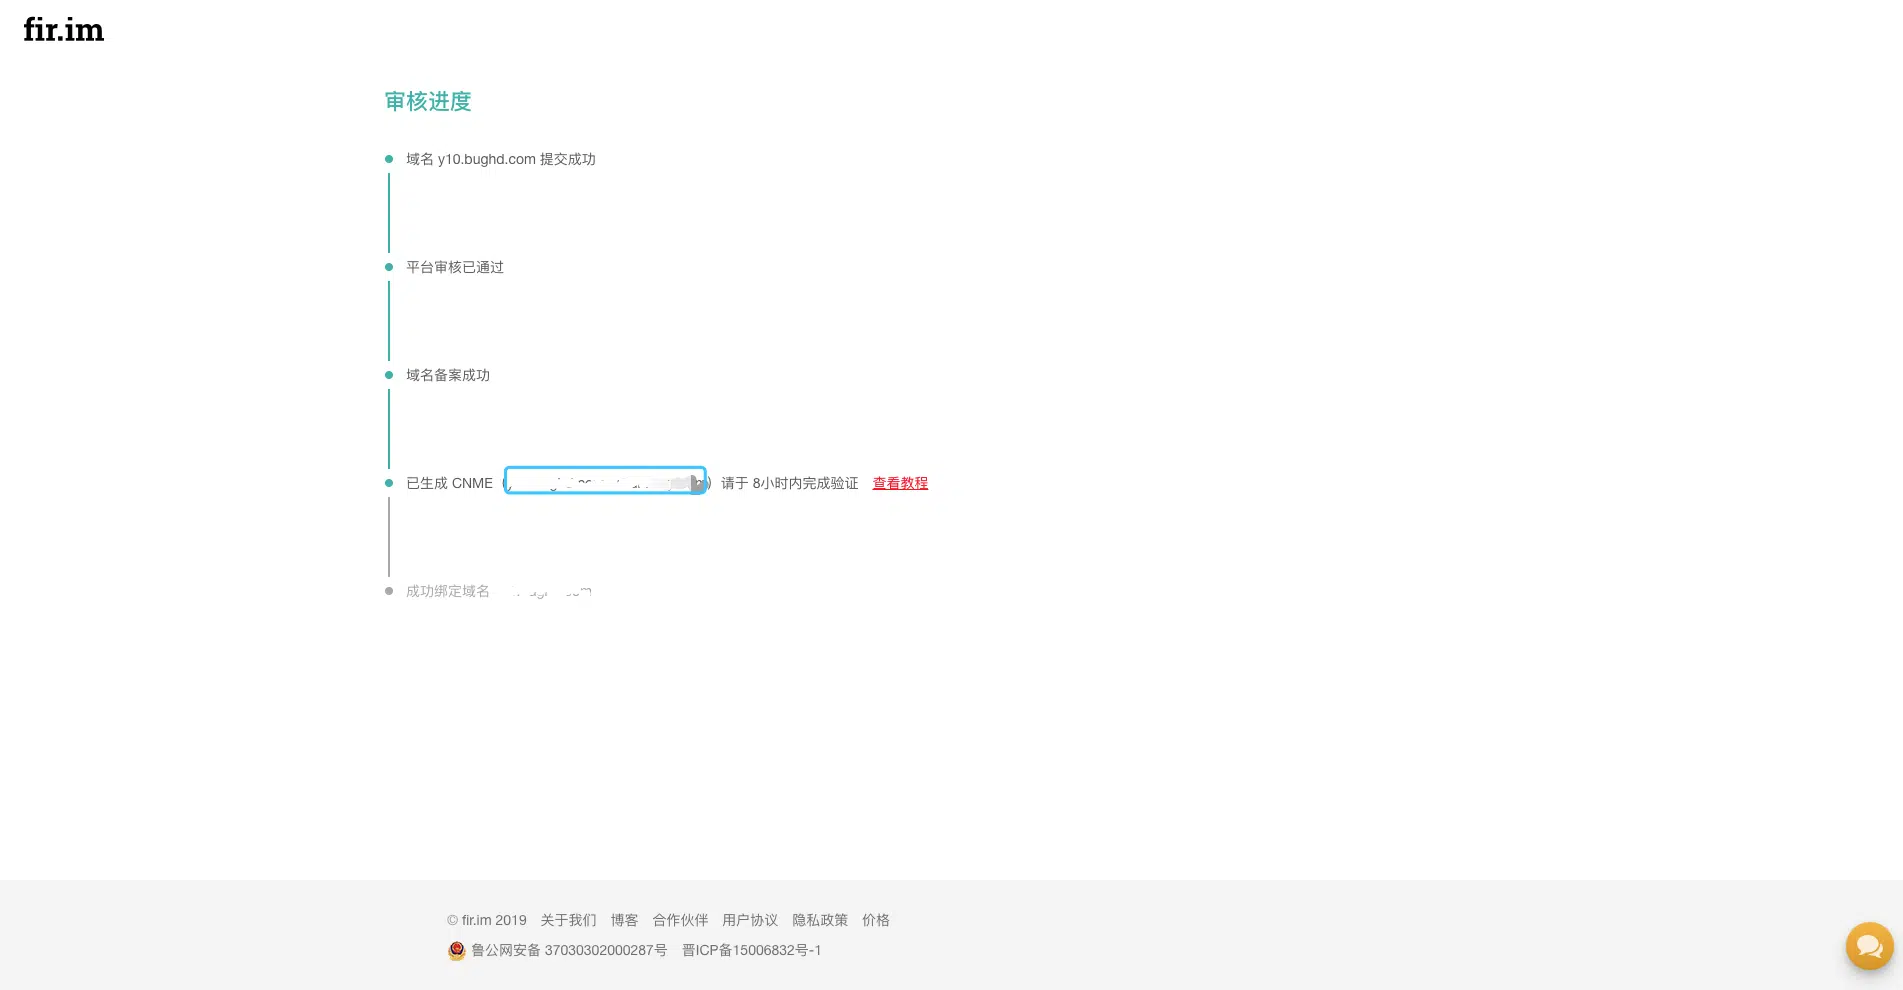 fir.im
审核进度
域名 y10.bughd.com 提交成功
平台审核已通过
域名备案成功
已生成 CNME （ ）请于 8小时内完成验证 查看教程
成功绑定域名
© fir.im 2019 关于我们 博客 合作伙伴 用户协议 隐私政策 价格
鲁公网安备 37030302000287号 晋ICP备15006832号-1